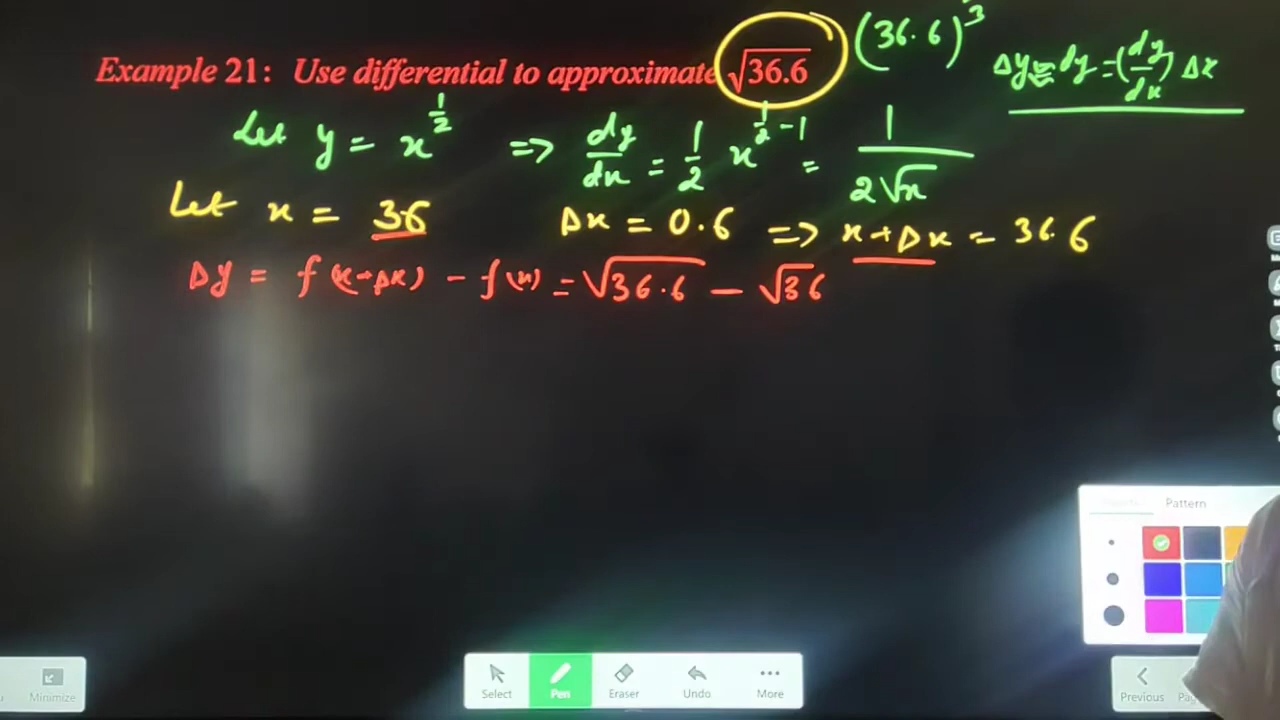 Example 21: Use differential to approximate √36.6
(36.6)
Δy ≅ dy = (dy/dx) Δx
Let y = x^(1/2) => dy/dx = 1/2 x^(1/2 - 1) = 1/(2√x)
Let x = 36 Δx = 0.6 => x+Δx = 36.6
Δy = f(x+Δx) - f(x) = √36.6 - √36
Pattern
Select
Pen
Eraser
Undo
More
Minimize
Previous